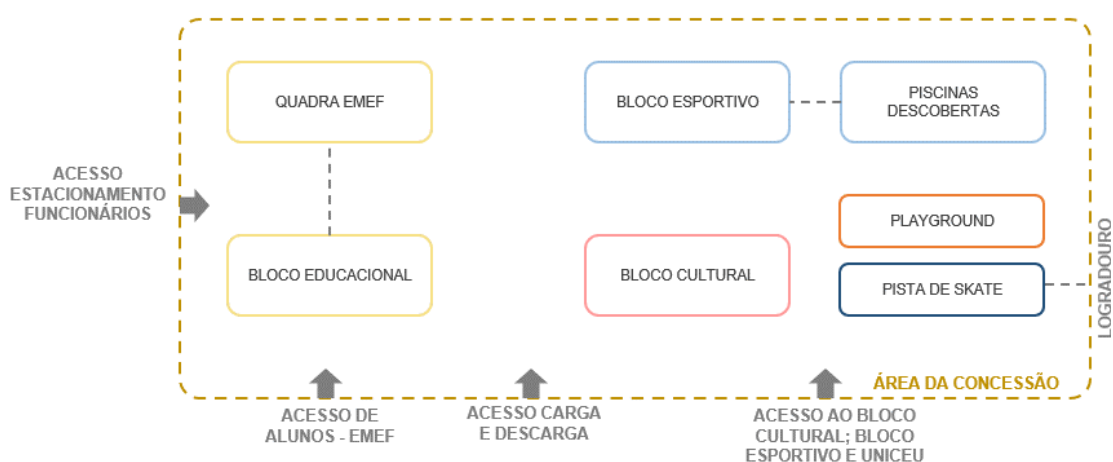 QUADRA EMEF
BLOCO ESPORTIVO
PISCINAS
DESCOBERTAS
ACESSO
ESTACIONAMENTO
FUNCIONÁRIOS
PLAYGROUND
BLOCO EDUCACIONAL
BLOCO CULTURAL
PISTA DE SKATE
LOGRADOURO
ÁREA DA CONCESSÃO
ACESSO DE
ALUNOS - EMEF
ACESSO CARGA
E DESCARGA
ACESSO AO BLOCO
CULTURAL; BLOCO
ESPORTIVO E UNICEU